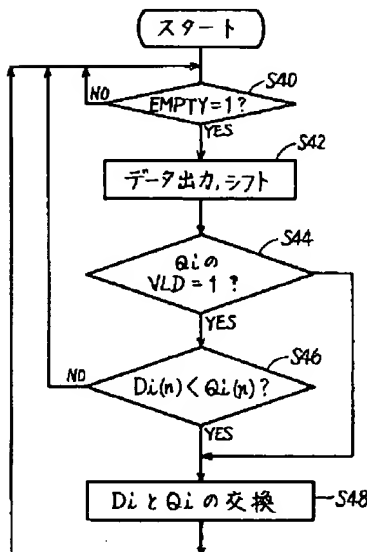 スタート
S40
EMPTY=1?
NO
YES
S42
データ出力,シフト
S44
Qiの
VLD=1?
YES
S46
Di(n)<Qi(n)?
NO
YES
DiとQiの交換
S48